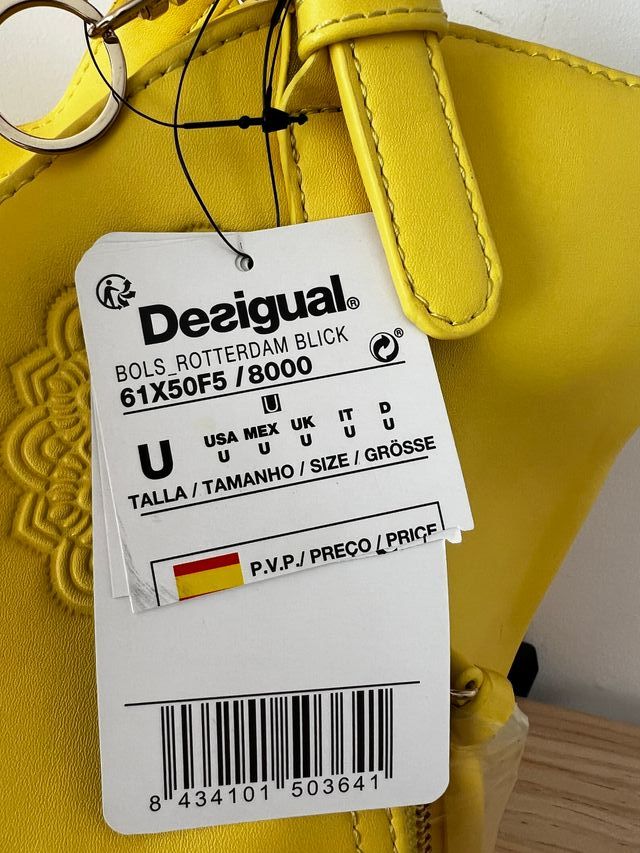 Desigual®
BOLS_ROTTERDAM BLICK
61X50F5 / 8000
U
U USA MEX UK IT D
U U U U U
TALLA / TAMANHO / SIZE / GRÖSSE
P.V.P./ PREÇO / PRICE
8 434101 503641